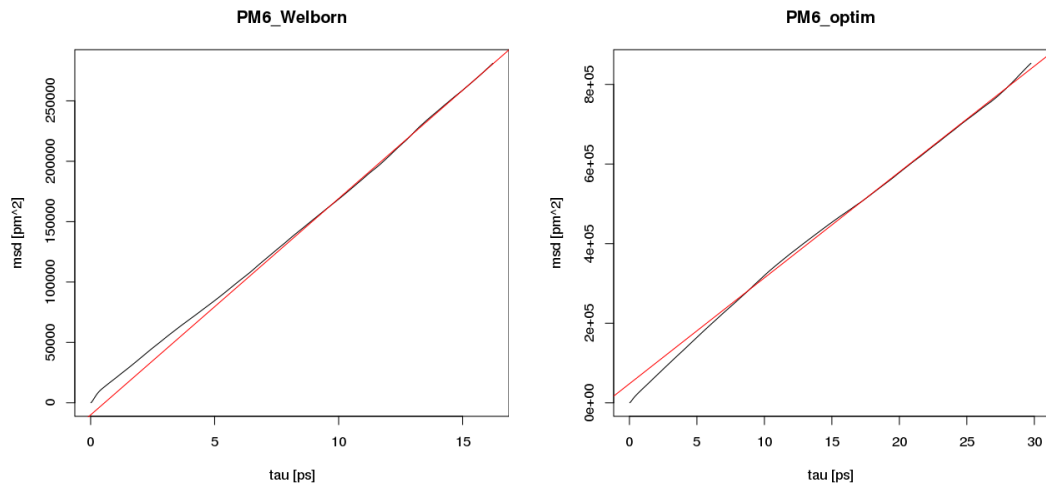 PM6_Welborn
msd [pm^2]
250000
200000
150000
100000
50000
0
0 5 10 15
tau [ps]
PM6_optim
msd [pm^2]
8e+05
6e+05
4e+05
2e+05
0e+00
0 5 10 15 20 25 30
tau [ps]